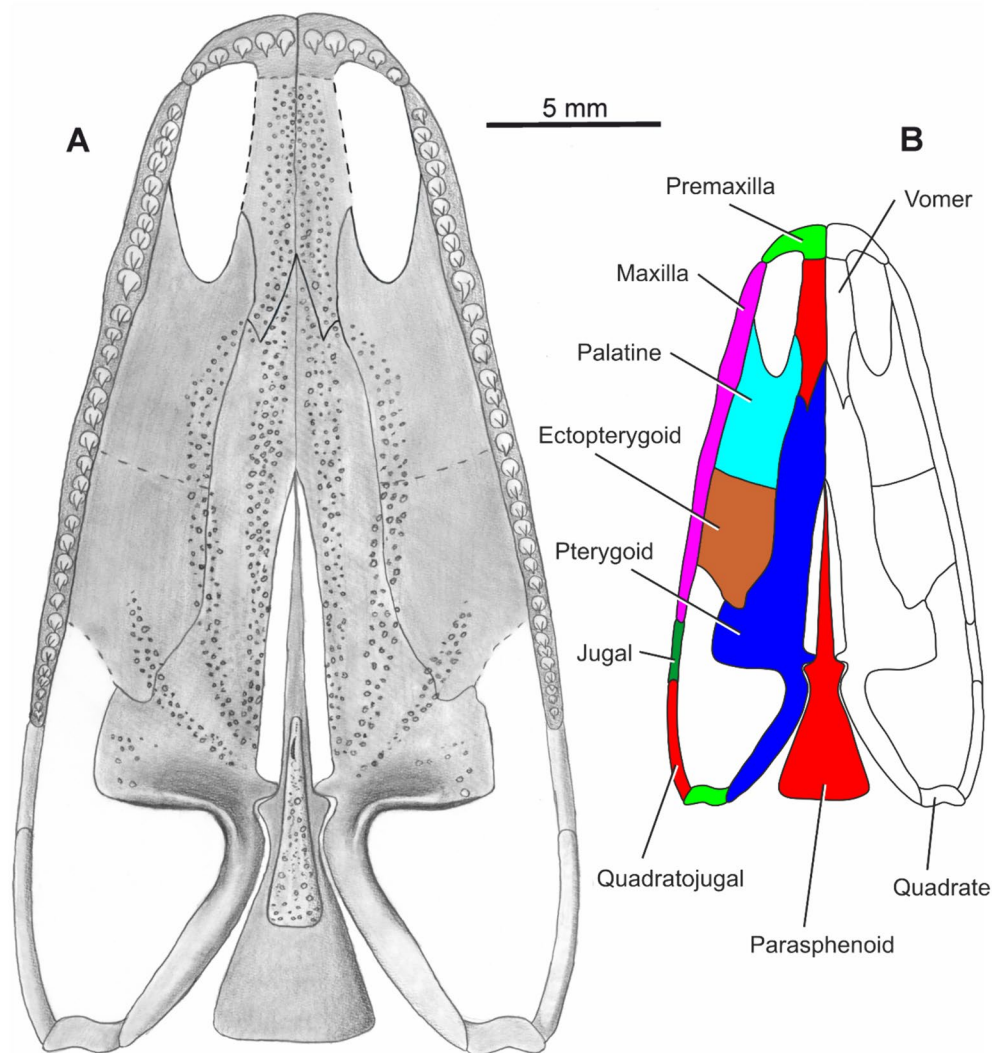 5 mm
A
B
Premaxilla
Vomer
Maxilla
Palatine
Ectopterygoid
Pterygoid
Jugal
Quadratojugal
Quadrate
Parasphenoid